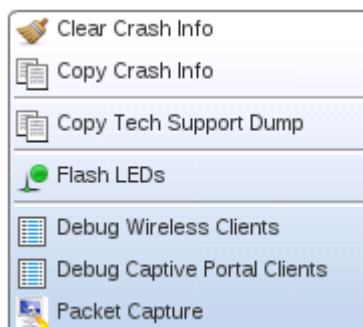 Clear Crash Info
Copy Crash Info
Copy Tech Support Dump
Flash LEDs
Debug Wireless Clients
Debug Captive Portal Clients
Packet Capture